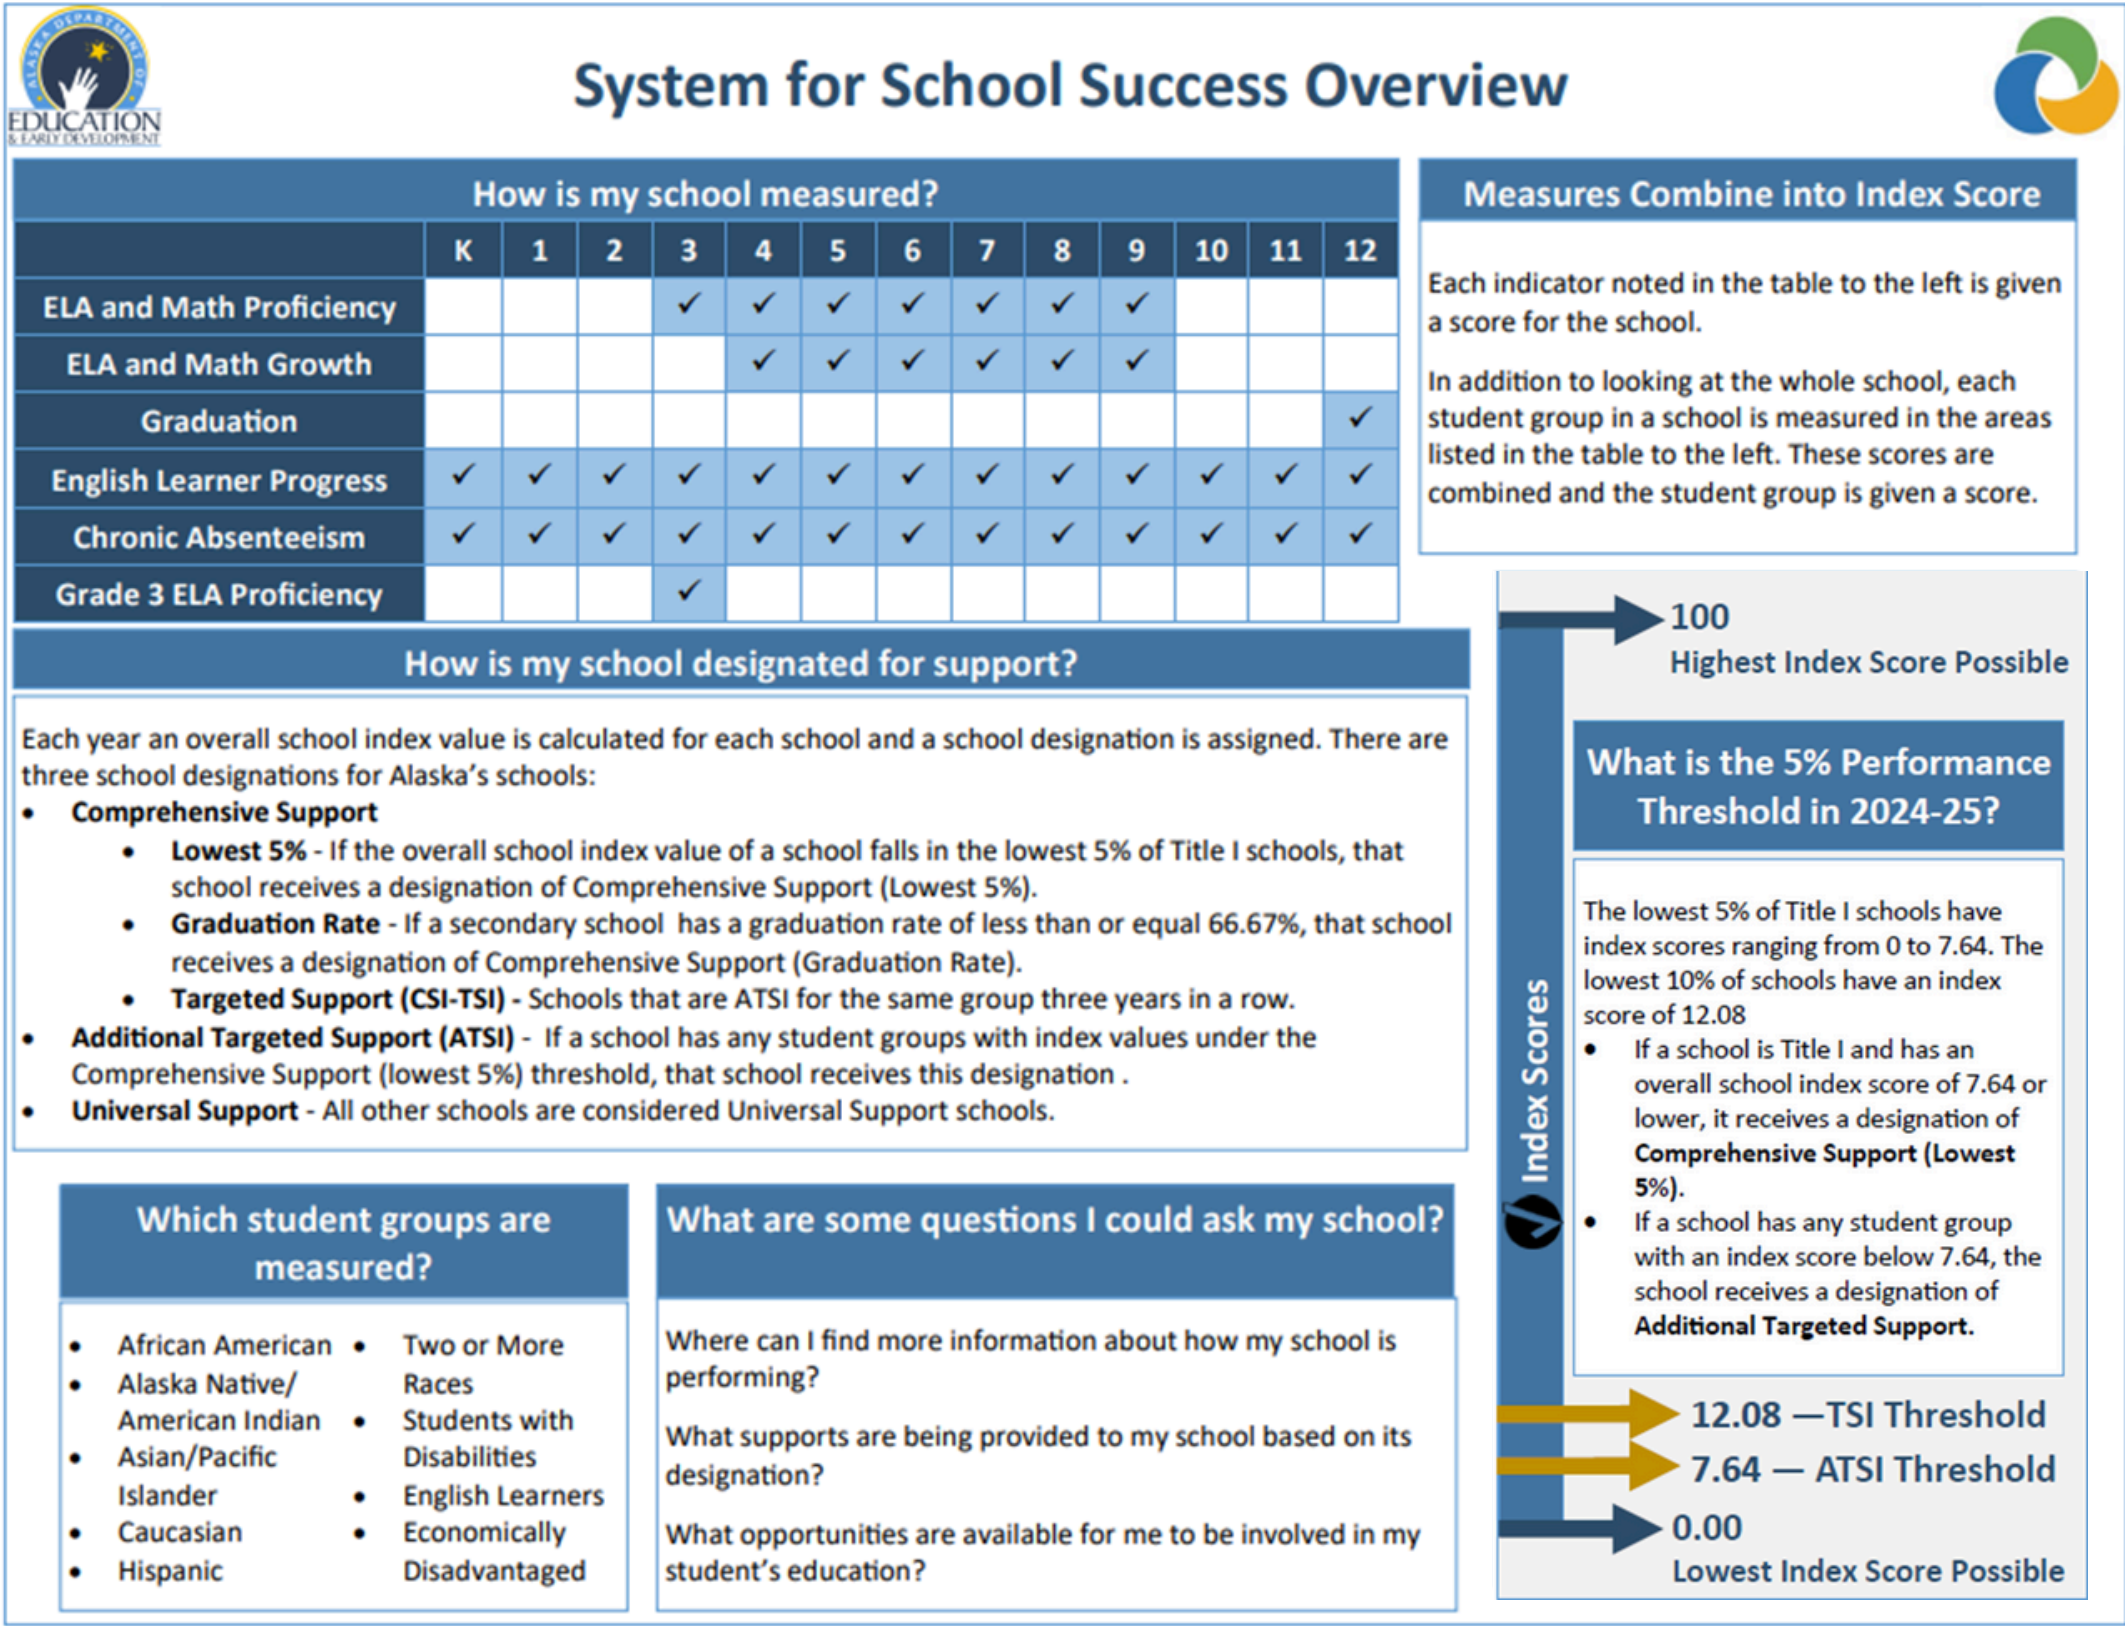 ALASKA DEPARTMENT OF
EDUCATION
& EARLY DEVELOPMENT
System for School Success Overview
How is my school measured?
K 1 2 3 4 5 6 7 8 9 10 11 12
ELA and Math Proficiency ✓ ✓ ✓ ✓ ✓ ✓ ✓
ELA and Math Growth ✓ ✓ ✓ ✓ ✓ ✓
Graduation ✓
English Learner Progress ✓ ✓ ✓ ✓ ✓ ✓ ✓ ✓ ✓ ✓ ✓ ✓ ✓
Chronic Absenteeism ✓ ✓ ✓ ✓ ✓ ✓ ✓ ✓ ✓ ✓ ✓ ✓ ✓
Grade 3 ELA Proficiency ✓
Measures Combine into Index Score
Each indicator noted in the table to the left is given
a score for the school.
In addition to looking at the whole school, each
student group in a school is measured in the areas
listed in the table to the left. These scores are
combined and the student group is given a score.
How is my school designated for support?
Each year an overall school index value is calculated for each school and a school designation is assigned. There are
three school designations for Alaska's schools:
• Comprehensive Support
• Lowest 5% - If the overall school index value of a school falls in the lowest 5% of Title I schools, that
school receives a designation of Comprehensive Support (Lowest 5%).
• Graduation Rate - If a secondary school has a graduation rate of less than or equal 66.67%, that school
receives a designation of Comprehensive Support (Graduation Rate).
• Targeted Support (CSI-TSI) - Schools that are ATSI for the same group three years in a row.
• Additional Targeted Support (ATSI) - If a school has any student groups with index values under the
Comprehensive Support (lowest 5%) threshold, that school receives this designation .
• Universal Support - All other schools are considered Universal Support schools.
Which student groups are
measured?
• African American
• Alaska Native/
American Indian
• Asian/Pacific
Islander
• Caucasian
• Hispanic
• Two or More
Races
• Students with
Disabilities
• English Learners
• Economically
Disadvantaged
What are some questions I could ask my school?
Where can I find more information about how my school is
performing?
What supports are being provided to my school based on its
designation?
What opportunities are available for me to be involved in my
student's education?
Index Scores
100
Highest Index Score Possible
What is the 5% Performance
Threshold in 2024-25?
The lowest 5% of Title I schools have
index scores ranging from 0 to 7.64. The
lowest 10% of schools have an index
score of 12.08
• If a school is Title I and has an
overall school index score of 7.64 or
lower, it receives a designation of
Comprehensive Support (Lowest
5%).
• If a school has any student group
with an index score below 7.64, the
school receives a designation of
Additional Targeted Support.
12.08 —TSI Threshold
7.64 — ATSI Threshold
0.00
Lowest Index Score Possible